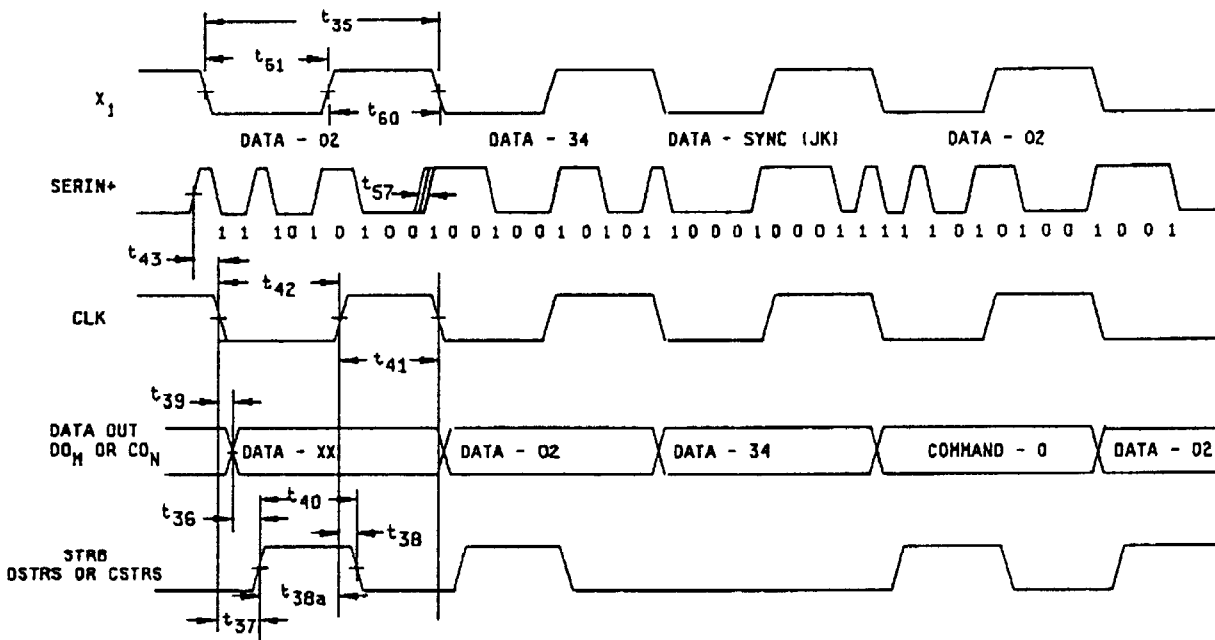 t35
t61
X1
t60
DATA - 02 DATA - 34 DATA - SYNC (JK) DATA - 02
SERIN+
t57
1 1 1 0 1 0 1 0 0 1 0 0 1 0 0 1 0 1 0 1 1 0 0 0 1 0 0 0 1 1 1 1 1 0 1 0 1 0 0 1 0 0 1
t43
t42
CLK
t41
t39
DATA OUT
DOM OR CON
DATA - XX DATA - 02 DATA - 34 COMMAND - 0 DATA - 02
t40
t36
t38
STRB
DSTRS OR CSTRS
t38a
t37